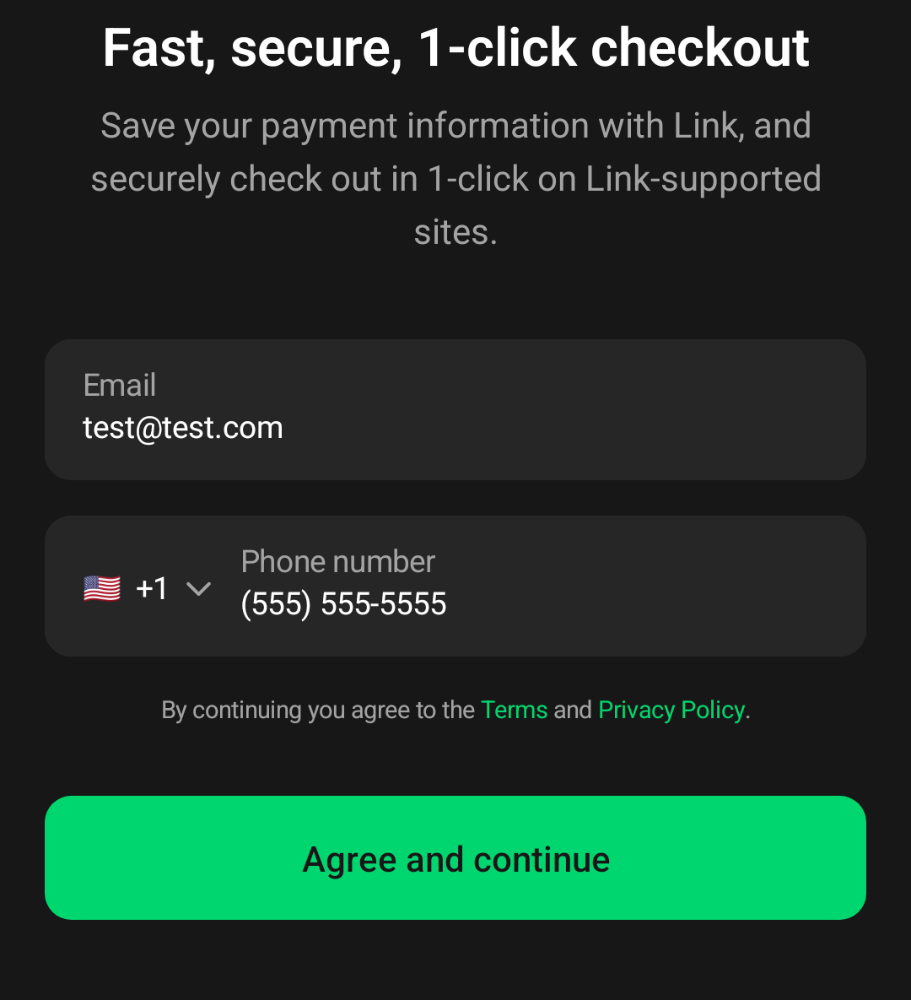 Fast, secure, 1-click checkout
Save your payment information with Link, and
securely check out in 1-click on Link-supported
sites.
Email
test@test.com
Phone number
+1
(555) 555-5555
By continuing you agree to the Terms and Privacy Policy.
Agree and continue